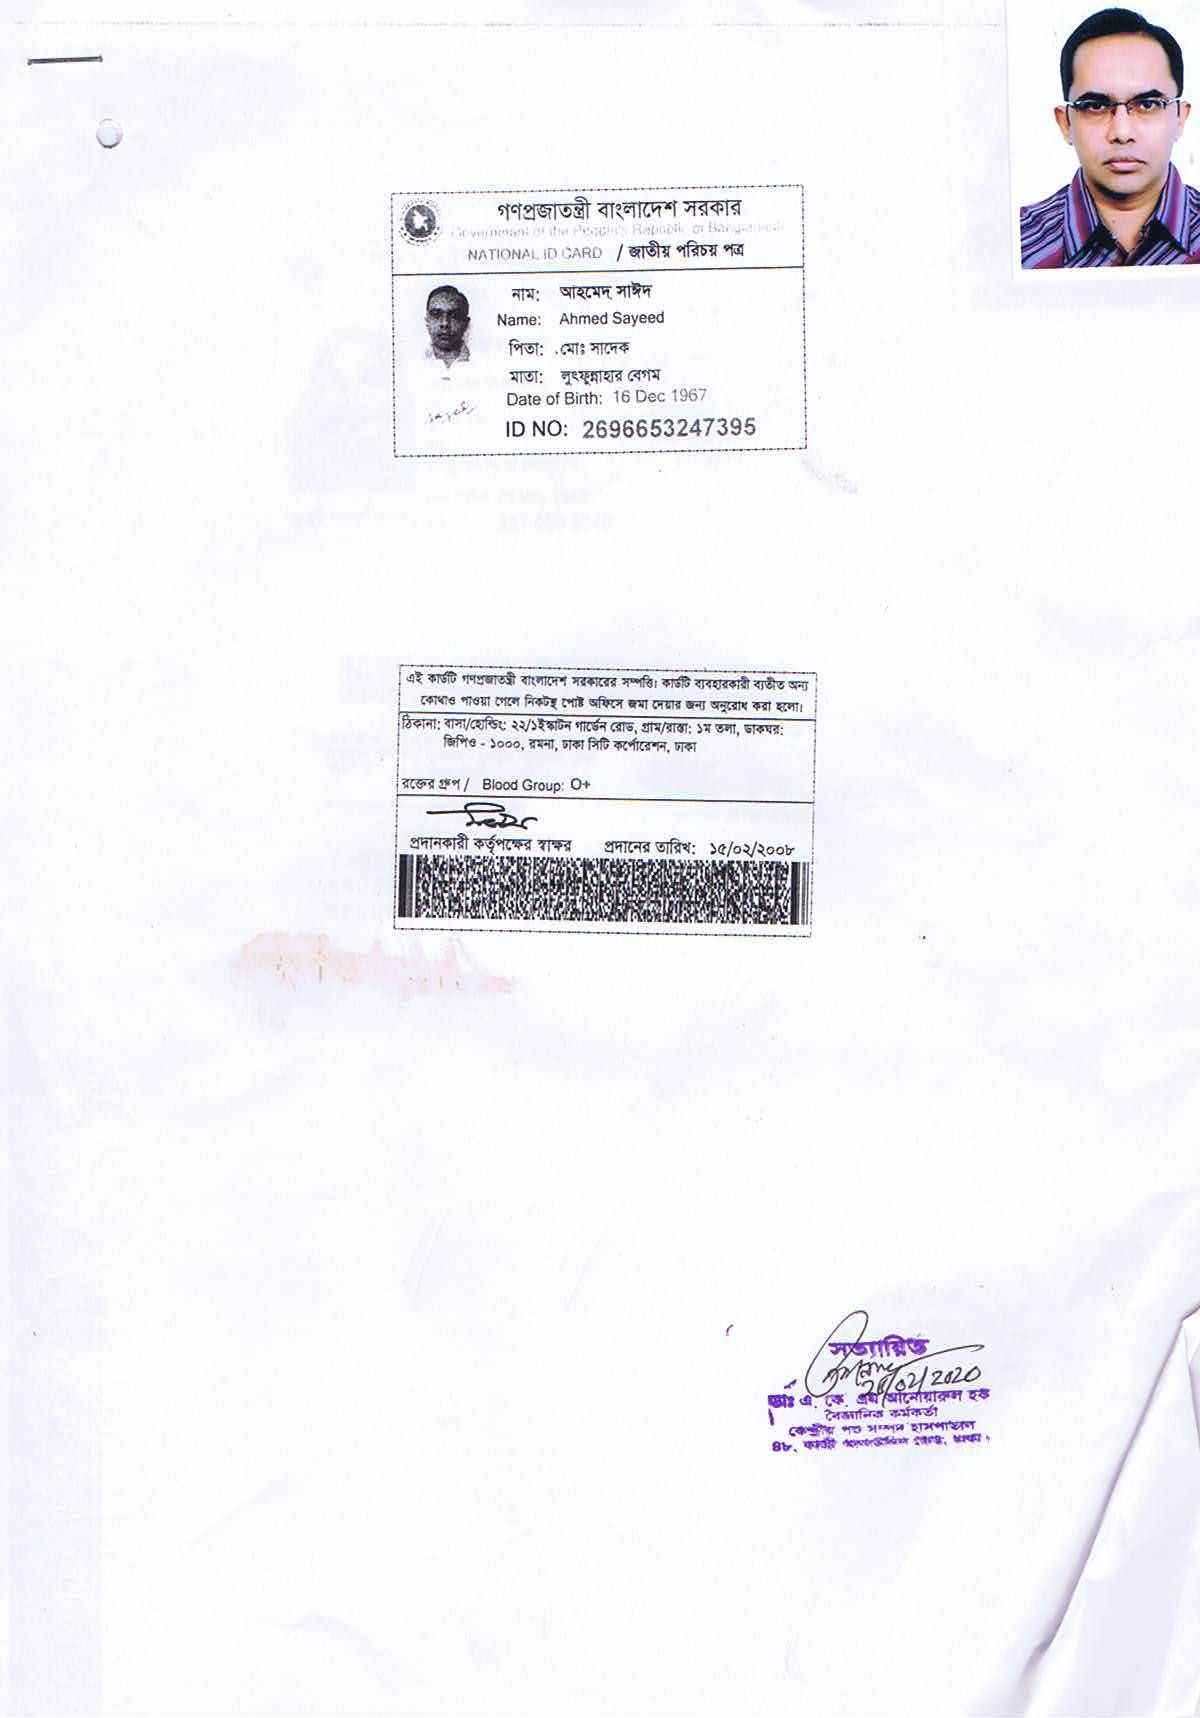 গণপ্রজাতন্ত্রী বাংলাদেশ সরকার
Government of the People's Republic of Bangladesh
NATIONAL ID CARD / জাতীয় পরিচয় পত্র
নাম: আহমেদ সাঈদ
Name: Ahmed Sayeed
পিতা: মোঃ সাদেক
মাতা: লুৎফুন্নাহার বেগম
Date of Birth: 16 Dec 1967
ID NO: 2696653247395
এই কার্ডটি গণপ্রজাতন্ত্রী বাংলাদেশ সরকারের সম্পত্তি। কার্ডটি ব্যবহারকারী ব্যতীত অন্য
কোথাও পাওয়া গেলে নিকটস্থ পোষ্ট অফিসে জমা দেয়ার জন্য অনুরোধ করা হলো।
ঠিকানা: বাসা/হোল্ডিং: ২২/১ইস্কাটন গার্ডেন রোড, গ্রাম/রাস্তা: ১ম তলা, ডাকঘর:
জিপিও - ১০০০, রমনা, ঢাকা সিটি কর্পোরেশন, ঢাকা
রক্তের গ্রুপ / Blood Group: O+
প্রদানকারী কর্তৃপক্ষের স্বাক্ষর প্রদানের তারিখ: ১৫/০২/২০০৮
সত্যায়িত
/02/2020
ডাঃ এ. কে. এম আনোয়ারুল হক
বৈজ্ঞানিক কর্মকর্তা
কেন্দ্রীয় পশু হাসপাতাল
৪৮, কাজী আলাউদ্দিন রোড, ঢাকা।